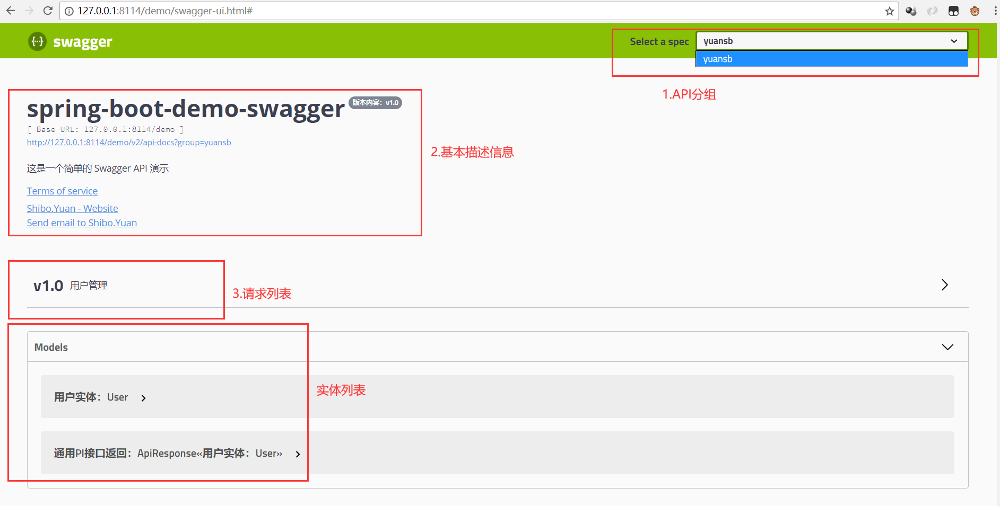 127.0.0.1:8114/demo/swagger-ui.html#
swagger
Select a spec
yuansb
yuansb
1.API分组
spring-boot-demo-swagger 版本内容：v1.0
[ Base URL: 127.0.0.1:8114/demo ]
http://127.0.0.1:8114/demo/v2/api-docs?group=yuansb
2.基本描述信息
这是一个简单的 Swagger API 演示
Terms of service
Shibo.Yuan - Website
Send email to Shibo.Yuan
v1.0 用户管理
3.请求列表
Models
实体列表
用户实体：User
通用PI接口返回：ApiResponse«用户实体：User»